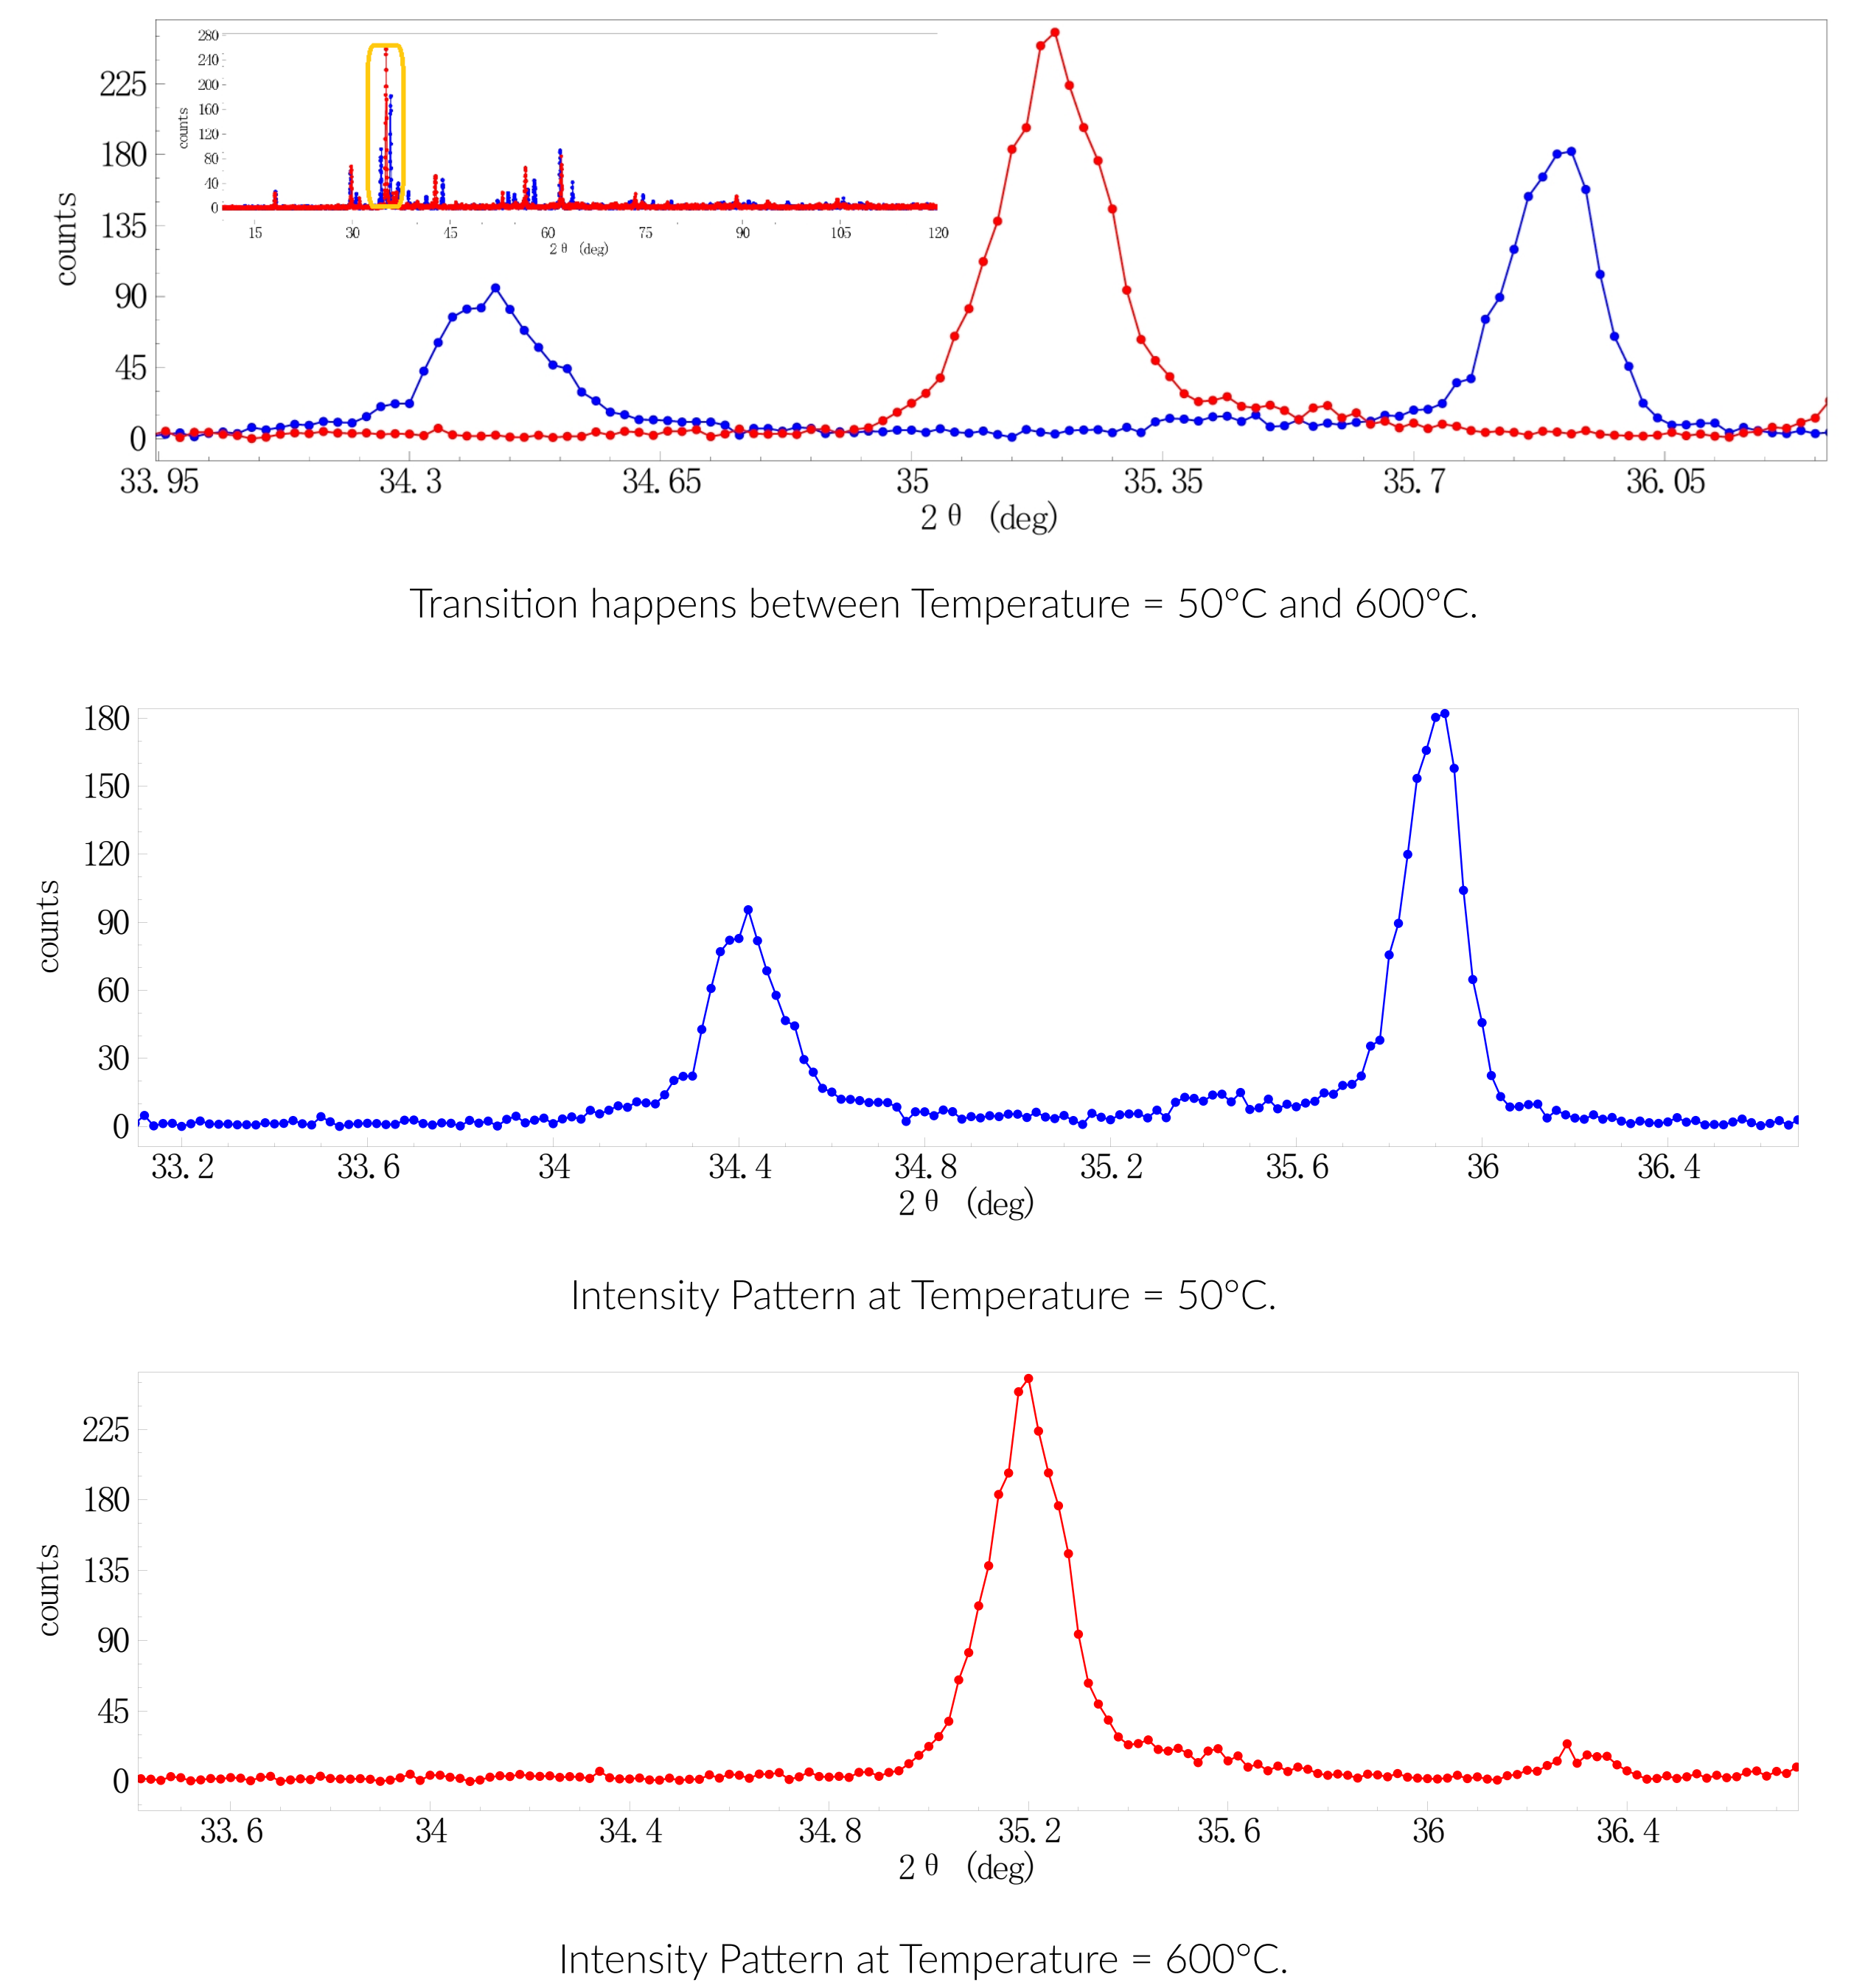 280
240
200
160
120
80
40
0
counts
15 30 45 60 75 90 105 120
2θ (deg)
225
180
135
90
45
0
counts
33.95 34.3 34.65 35 35.35 35.7 36.05
2θ (deg)
Transition happens between Temperature = 50°C and 600°C.
180
150
120
90
60
30
0
counts
33.2 33.6 34 34.4 34.8 35.2 35.6 36 36.4
2θ (deg)
Intensity Pattern at Temperature = 50°C.
225
180
135
90
45
0
counts
33.6 34 34.4 34.8 35.2 35.6 36 36.4
2θ (deg)
Intensity Pattern at Temperature = 600°C.